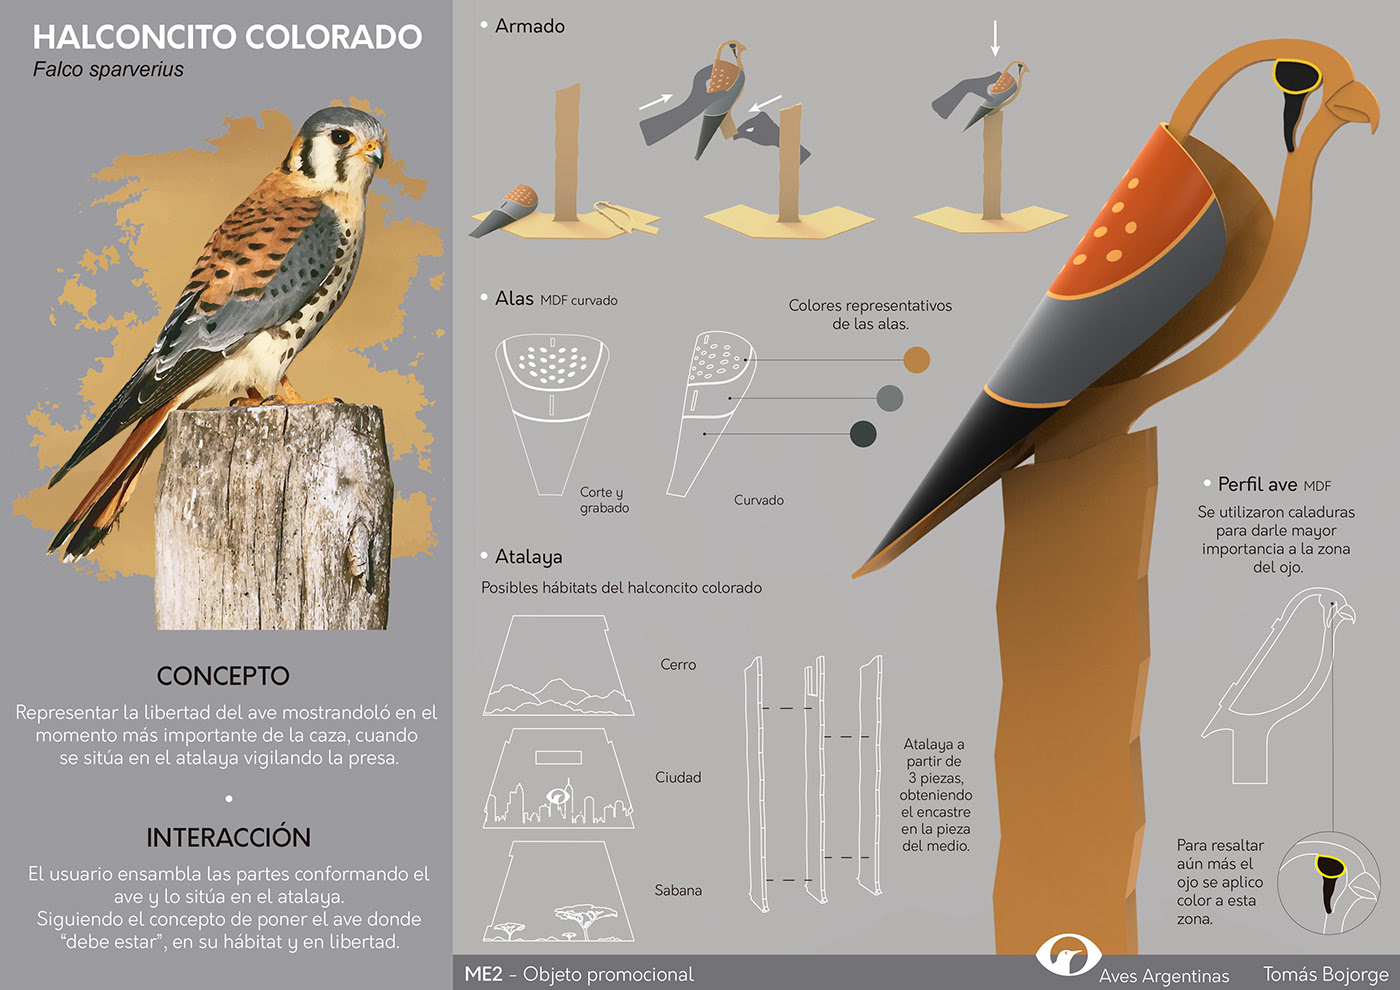 HALCONCITO COLORADO
Falco sparverius
CONCEPTO
Representar la libertad del ave mostrandoló en el
momento más importante de la caza, cuando
se sitúa en el atalaya vigilando la presa.
INTERACCIÓN
El usuario ensambla las partes conformando el
ave y lo sitúa en el atalaya.
Siguiendo el concepto de poner el ave donde
“debe estar”, en su hábitat y en libertad.
• Armado
• Alas MDF curvado
Colores representativos
de las alas.
Corte y
grabado
Curvado
• Atalaya
Posibles hábitats del halconcito colorado
Cerro
Ciudad
Sabana
Atalaya a
partir de
3 piezas,
obteniendo
el encastre
en la pieza
del medio.
• Perfil ave MDF
Se utilizaron caladuras
para darle mayor
importancia a la zona
del ojo.
Para resaltar
aún más el
ojo se aplico
color a esta
zona.
ME2 - Objeto promocional
Aves Argentinas
Tomás Bojorge